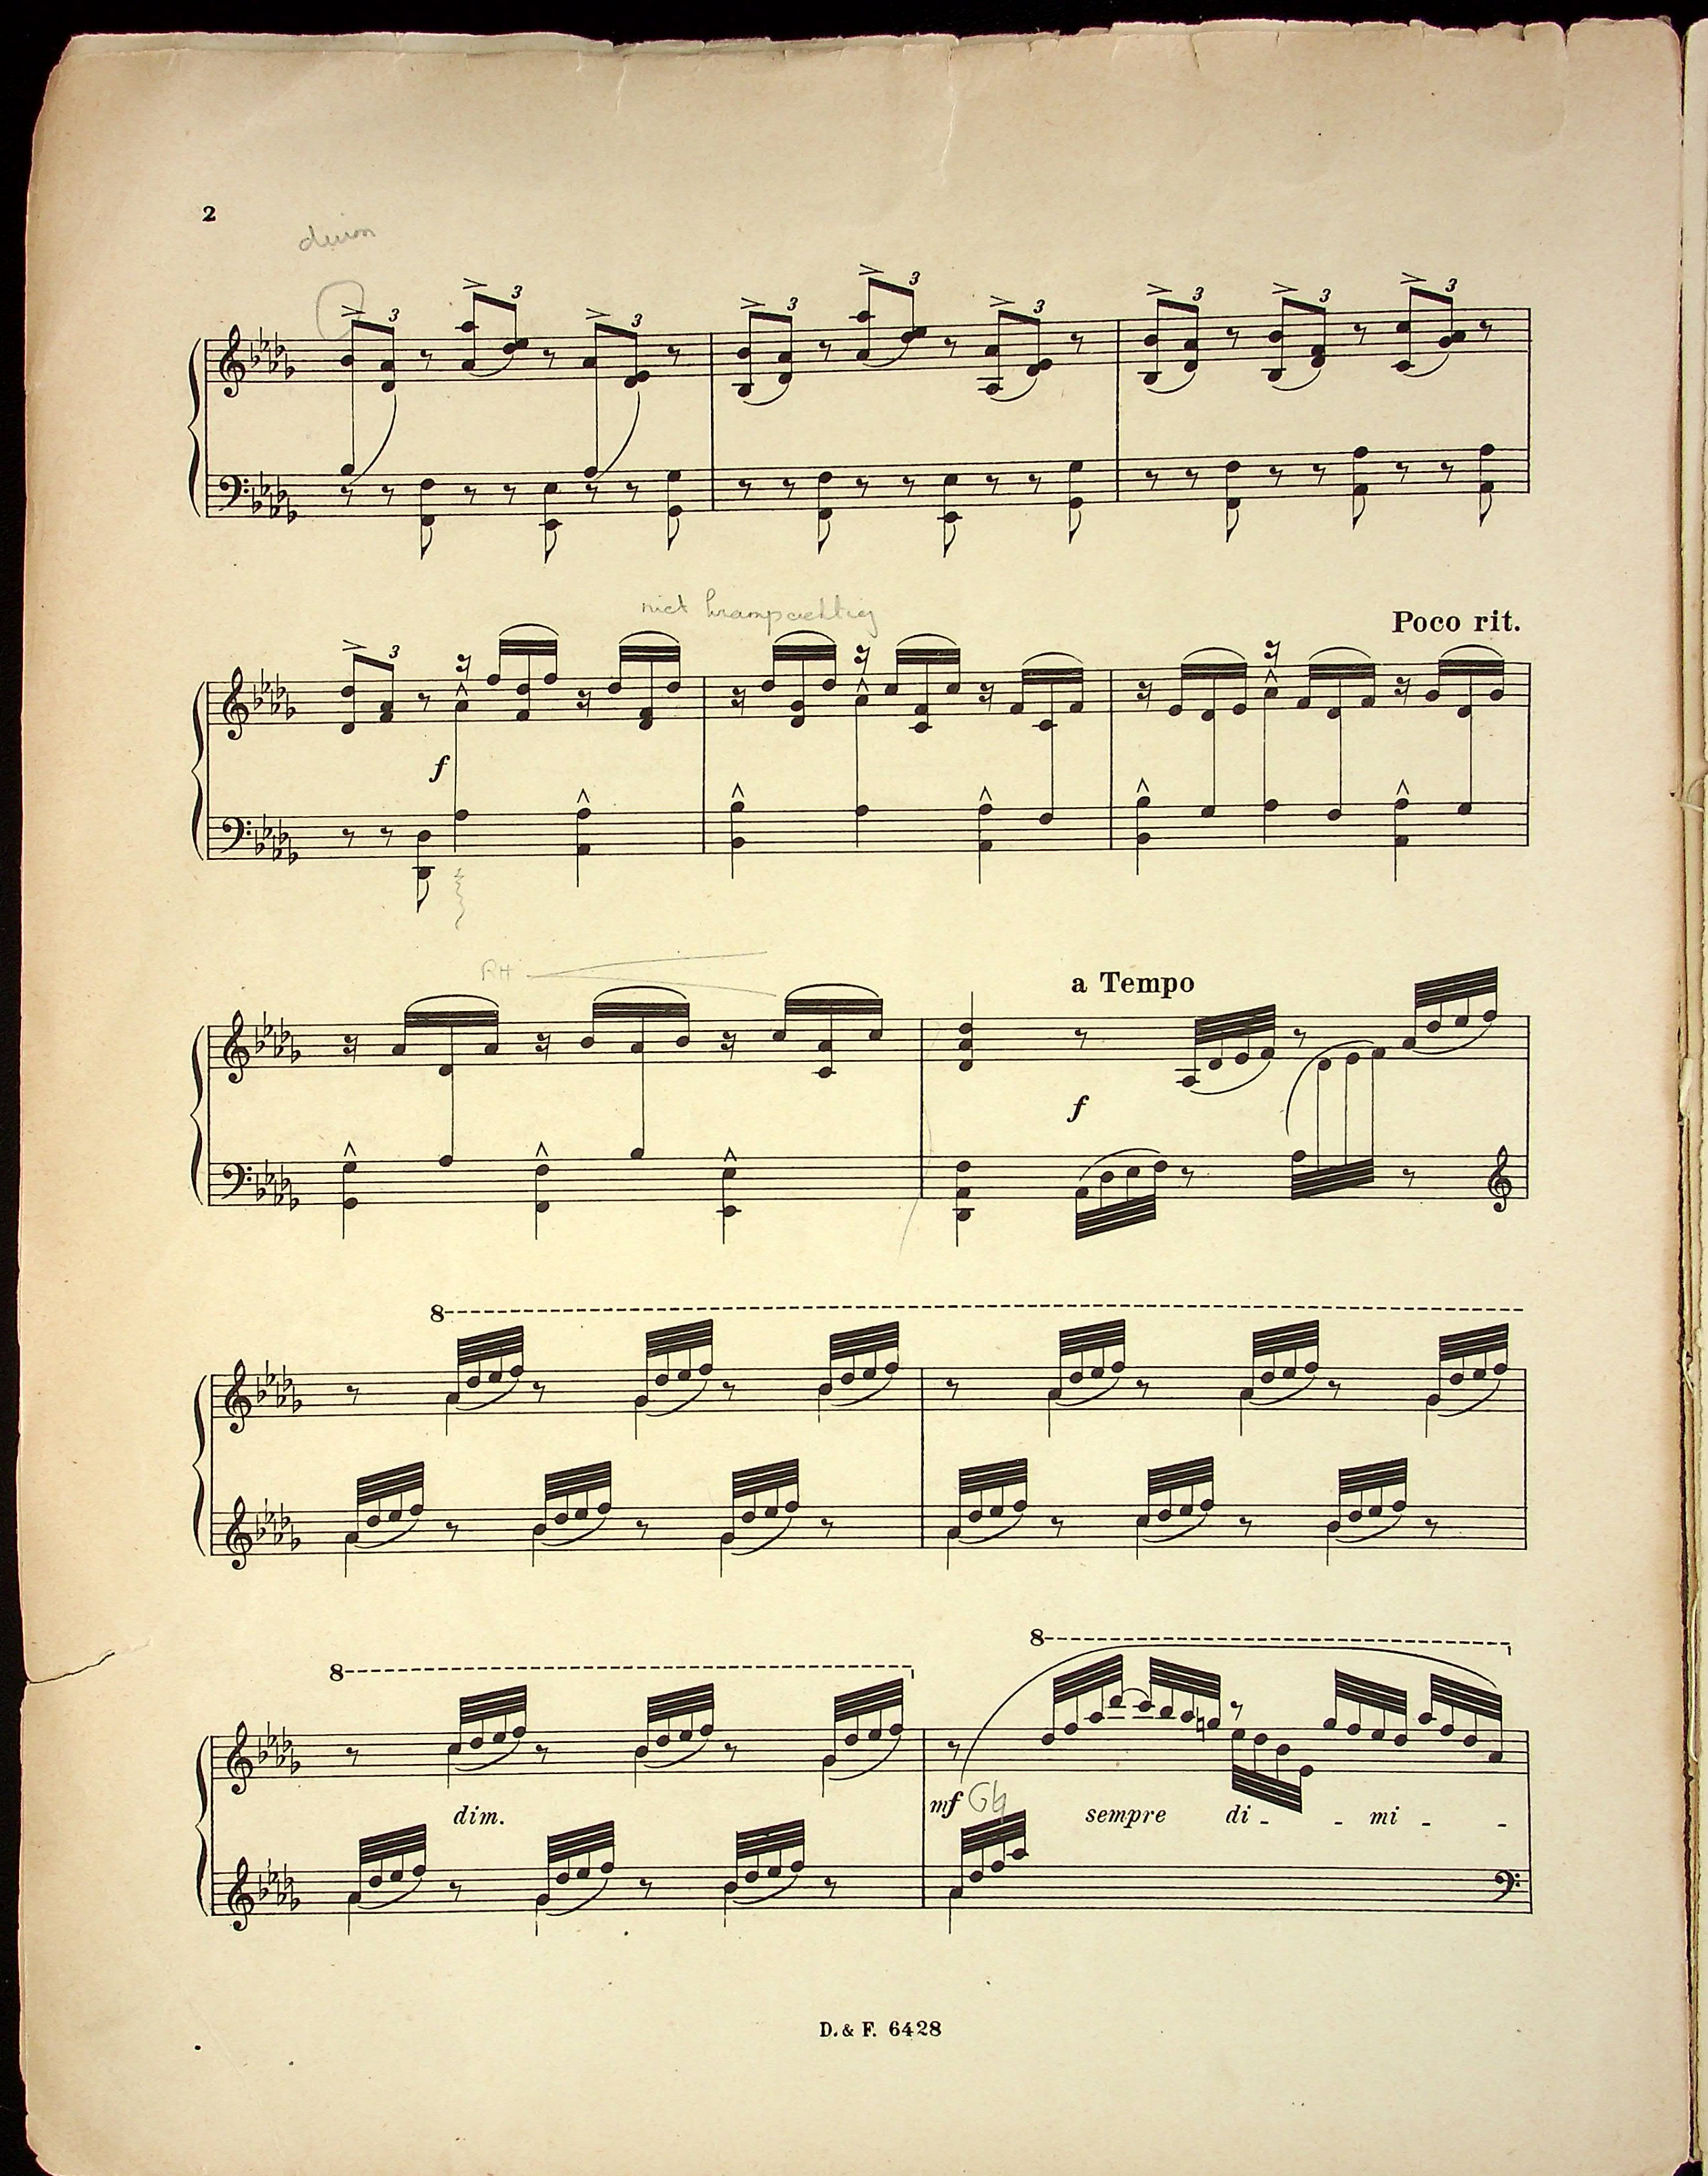 2
duim
3 3 3 3 3 3 3 3 3
niet krampachtig
Poco rit.
3
f
RH
a Tempo
f
8
8
8
dim.
mf G♮ sempre di - - mi - -
D. & F. 6428